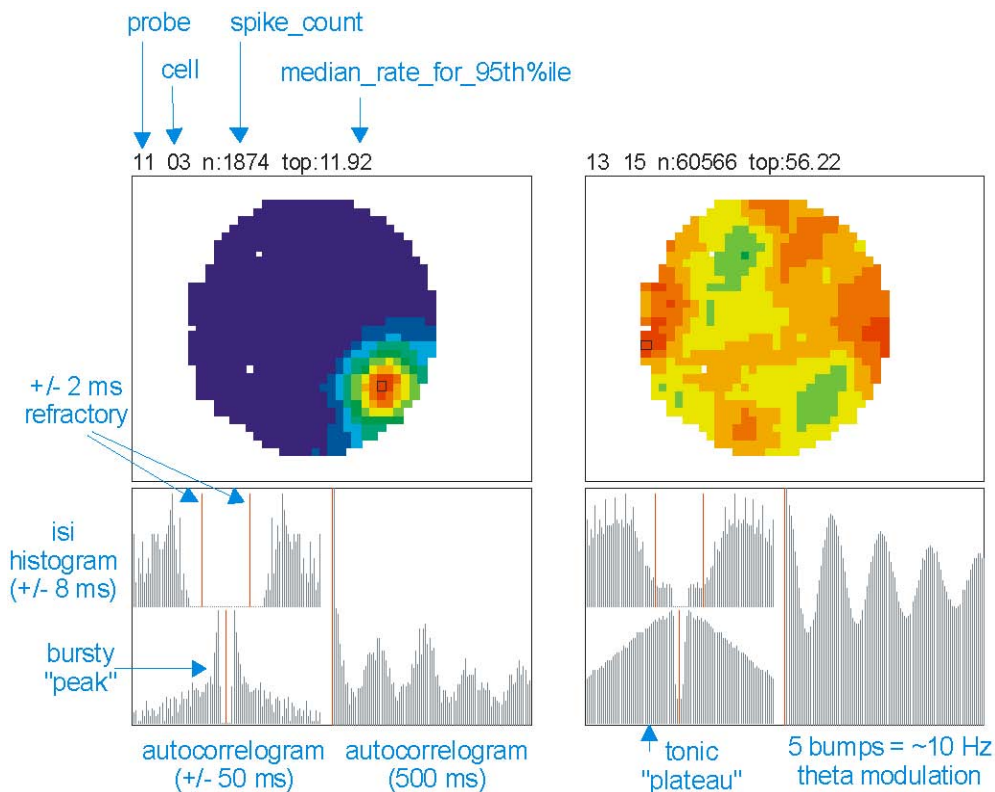 probe
spike_count
cell
median_rate_for_95th%ile
11 03 n:1874 top:11.92
13 15 n:60566 top:56.22
+/- 2 ms
refractory
isi
histogram
(+/- 8 ms)
bursty
"peak"
autocorrelogram
(+/- 50 ms)
autocorrelogram
(500 ms)
tonic
"plateau"
5 bumps = ~10 Hz
theta modulation